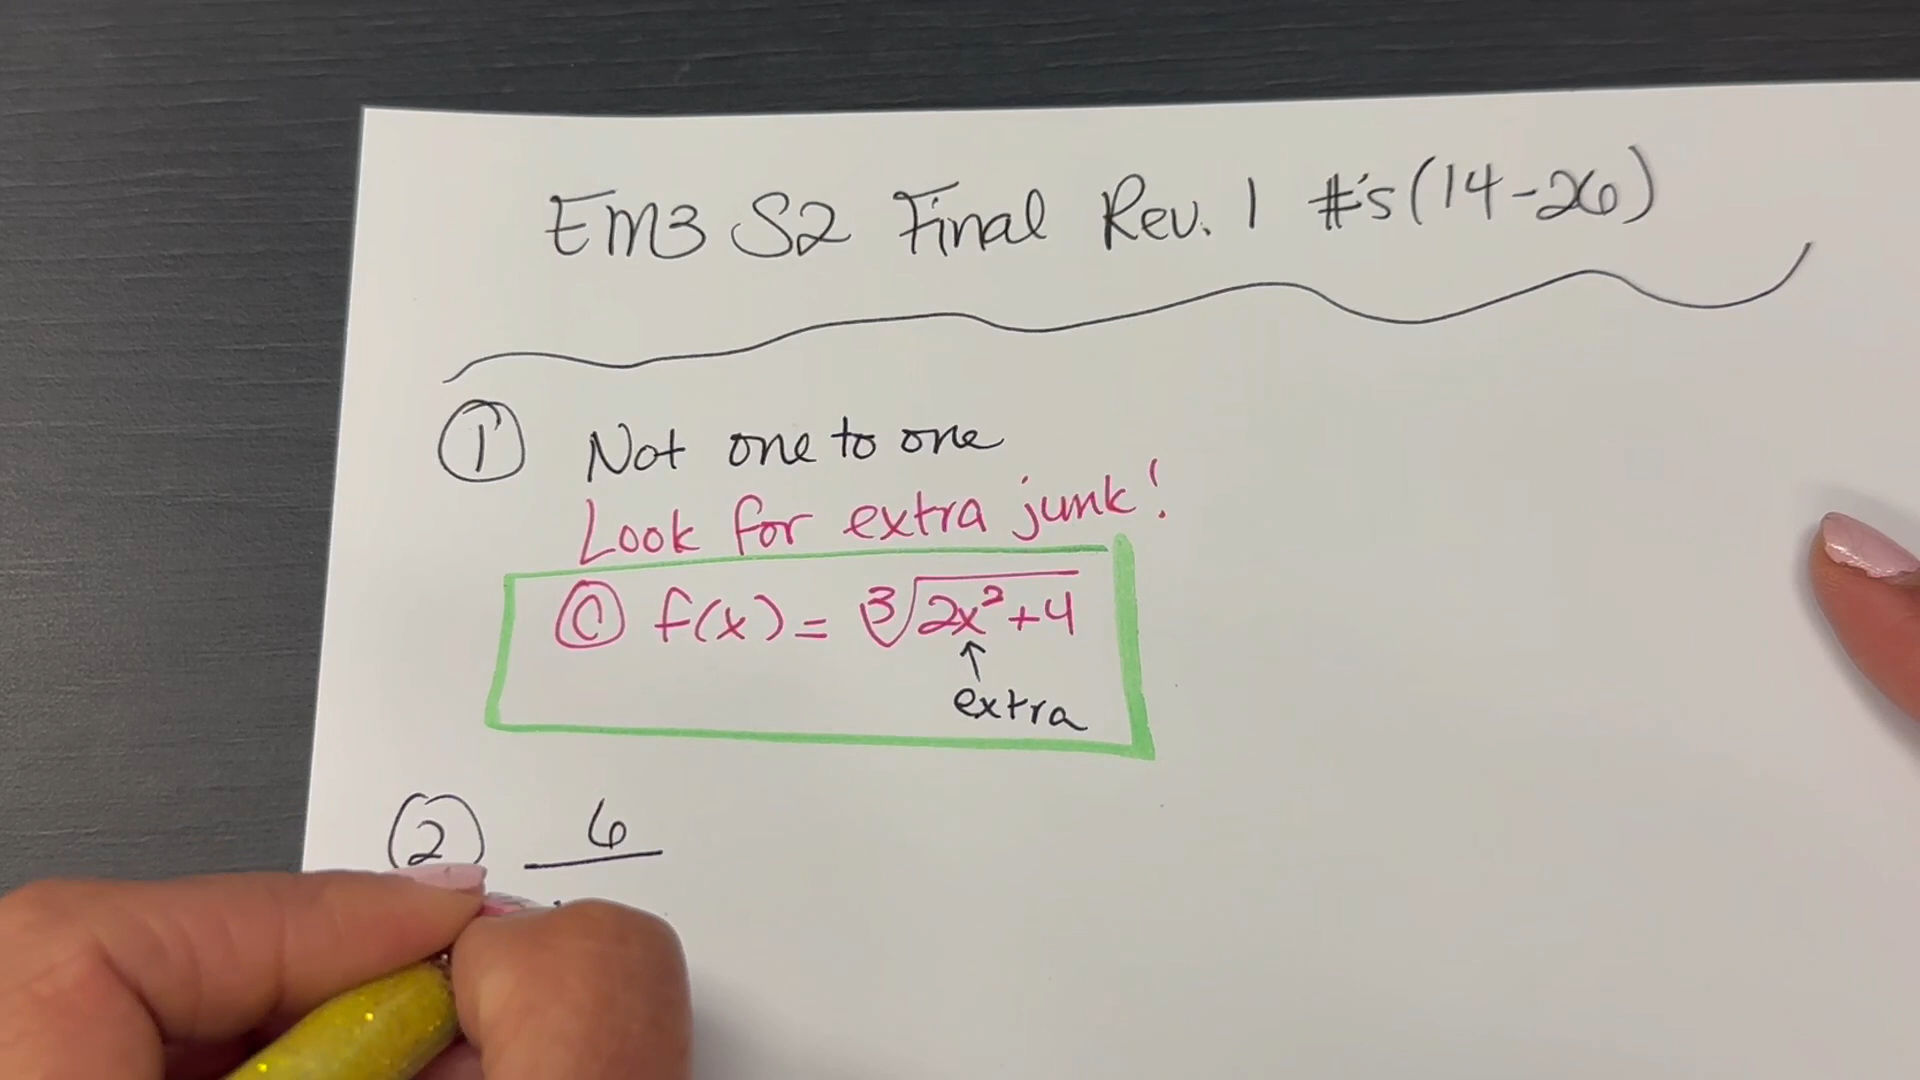 EM3 S2 Final Rev. 1 #'s (14-26)
① Not one to one
Look for extra junk!
Ⓒ f(x) = ∛(2x²+4)
↑
extra
② 6